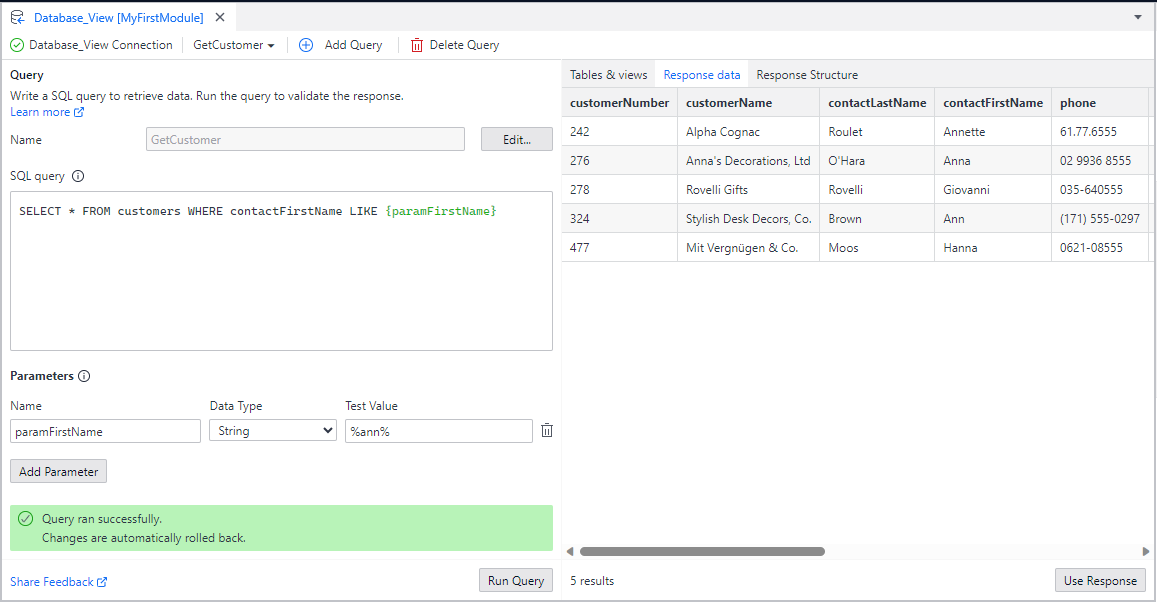 Database_View [MyFirstModule]
Database_View Connection GetCustomer Add Query Delete Query
Query
Write a SQL query to retrieve data. Run the query to validate the response.
Learn more
Name GetCustomer Edit...
SQL query
SELECT * FROM customers WHERE contactFirstName LIKE {paramFirstName}
Parameters
Name Data Type Test Value
paramFirstName String %ann%
Add Parameter
Query ran successfully.
Changes are automatically rolled back.
Share Feedback Run Query
Tables & views Response data Response Structure
customerNumber customerName contactLastName contactFirstName phone
242 Alpha Cognac Roulet Annette 61.77.6555
276 Anna's Decorations, Ltd O'Hara Anna 02 9936 8555
278 Rovelli Gifts Rovelli Giovanni 035-640555
324 Stylish Desk Decors, Co. Brown Ann (171) 555-0297
477 Mit Vergnügen & Co. Moos Hanna 0621-08555
5 results Use Response